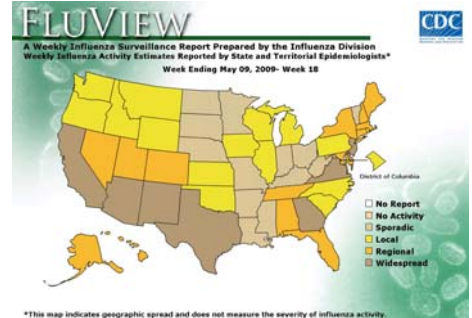 FLUVIEW
CDC
A Weekly Influenza Surveillance Report Prepared by the Influenza Division
Weekly Influenza Activity Estimates Reported by State and Territorial Epidemiologists*
Week Ending May 09, 2009- Week 18
District of Columbia
No Report
No Activity
Sporadic
Local
Regional
Widespread
*This map indicates geographic spread and does not measure the severity of influenza activity.